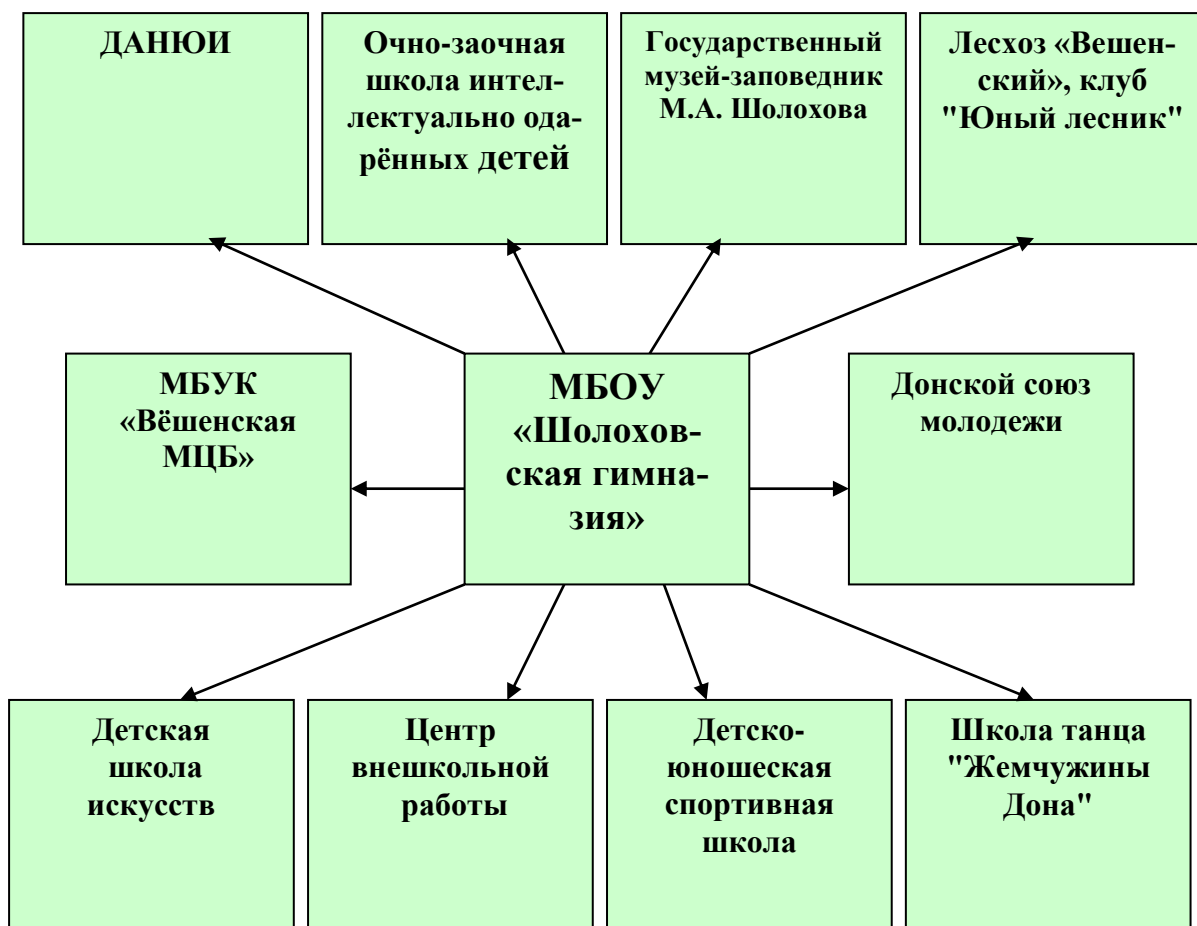 ДАНЮИ
Очно-заочная
школа интел-
лектуально ода-
рённых детей
Государственный
музей-заповедник
М.А. Шолохова
Лесхоз «Вешен-
ский», клуб
"Юный лесник"
МБУК
«Вёшенская
МЦБ»
МБОУ
«Шолохов-
ская гимна-
зия»
Донской союз
молодежи
Детская
школа
искусств
Центр
внешкольной
работы
Детско-
юношеская
спортивная
школа
Школа танца
"Жемчужины
Дона"